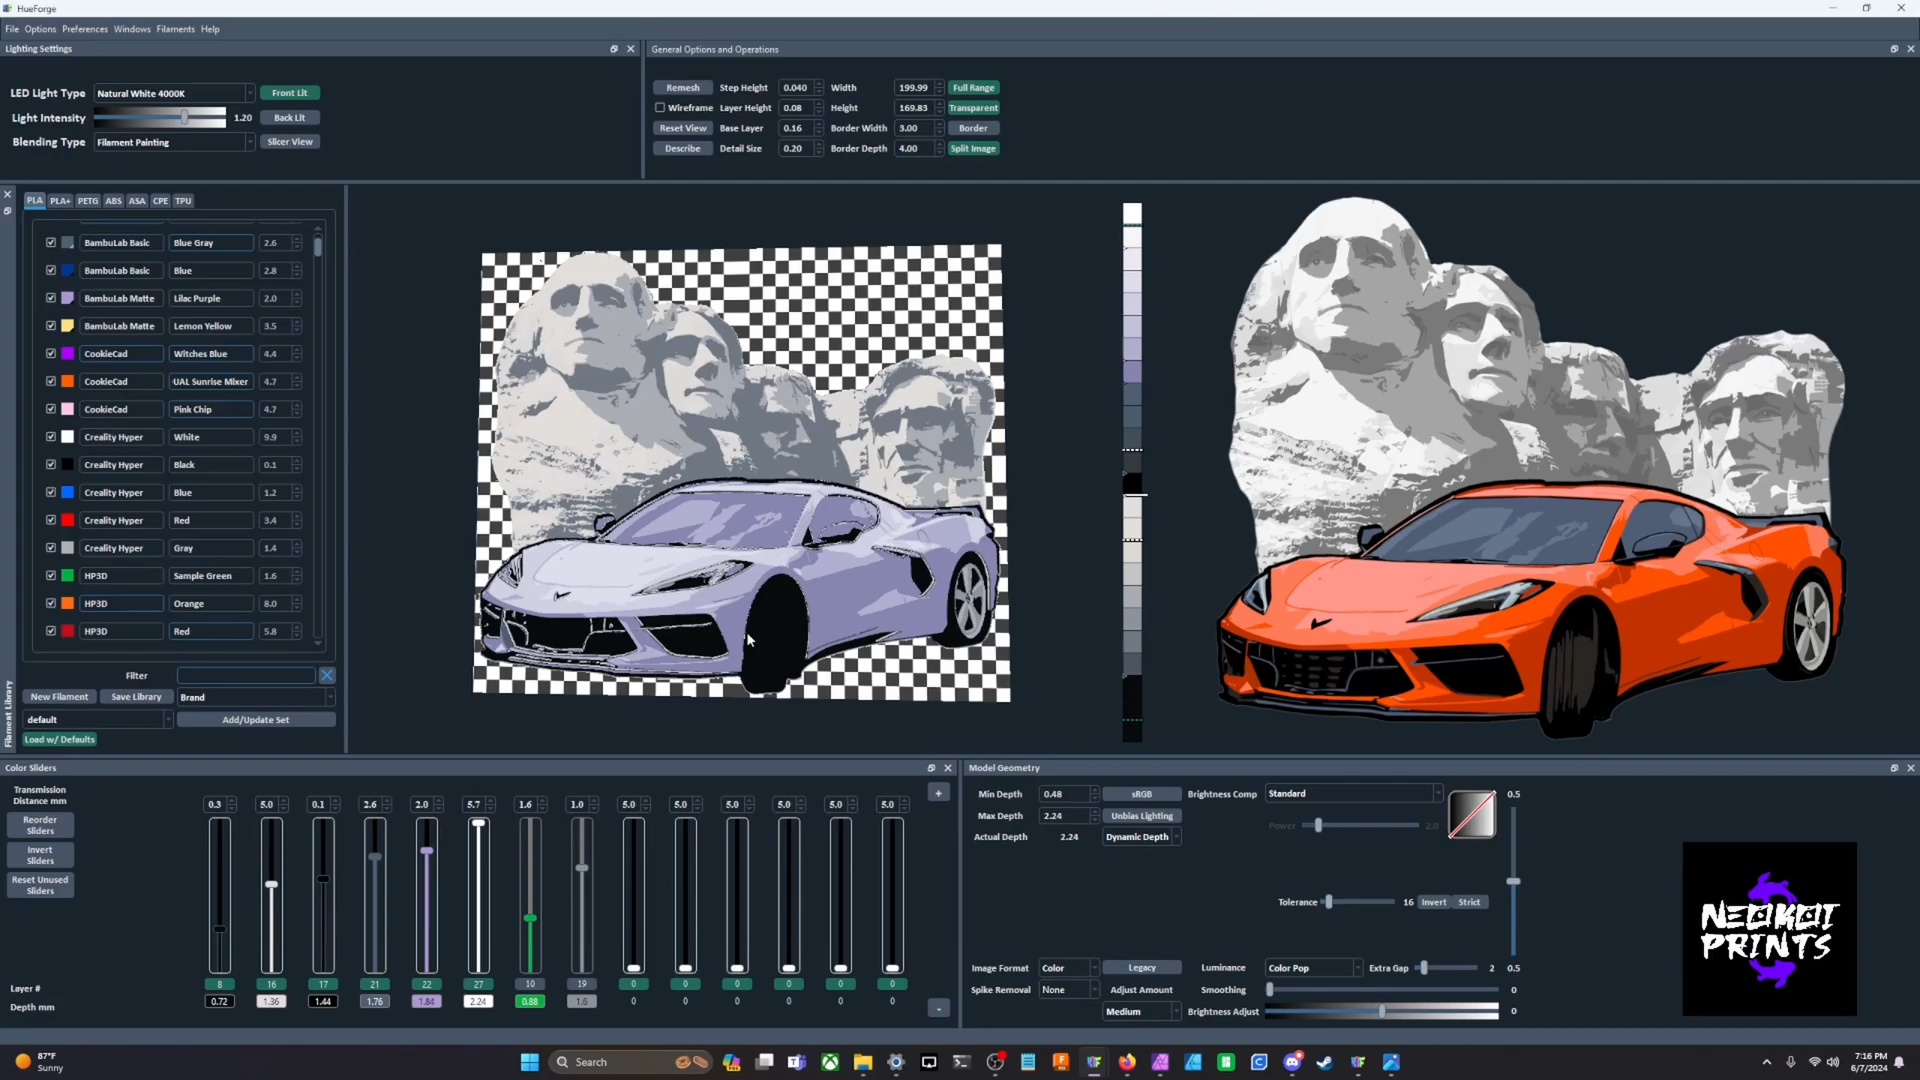 HueForge
File Options Preferences Windows Filaments Help
Lighting Settings
LED Light Type Natural White 4000K Front Lit
Light Intensity 1.20 Back Lit
Blending Type Filament Painting Slicer View
General Options and Operations
Remesh Step Height 0.040 Width 199.99 Full Range
Wireframe Layer Height 0.08 Height 169.83 Transparent
Reset View Base Layer 0.16 Border Width 3.00 Border
Describe Detail Size 0.20 Border Depth 4.00 Split Image
Filament Library
PLA PLA+ PETG ABS ASA CPE TPU
BambuLab Basic Blue Gray 2.6
BambuLab Basic Blue 2.8
BambuLab Matte Lilac Purple 2.0
BambuLab Matte Lemon Yellow 3.5
CookieCad Witches Blue 4.4
CookieCad UAL Sunrise Mixer 4.7
CookieCad Pink Chip 4.7
Creality Hyper White 9.9
Creality Hyper Black 0.1
Creality Hyper Blue 1.2
Creality Hyper Red 3.4
Creality Hyper Gray 1.4
HP3D Sample Green 1.6
HP3D Orange 8.0
HP3D Red 5.8
Filter
New Filament Save Library Brand
default Add/Update Set
Load w/ Defaults
Color Sliders
Transmission
Distance mm
0.3 5.0 0.1 2.6 2.0 5.7 1.6 1.0 5.0 5.0 5.0 5.0 5.0 5.0
+
Reorder
Sliders
Invert
Sliders
Reset Unused
Sliders
Layer # 8 16 17 21 22 27 10 19 0 0 0 0 0 0
Depth mm 0.72 1.36 1.44 1.76 1.84 2.24 0.88 1.6 0 0 0 0 0 0
-
Model Geometry
Min Depth 0.48 sRGB Brightness Comp Standard 0.5
Max Depth 2.24 Unbias Lighting Power 2.0
Actual Depth 2.24 Dynamic Depth
Tolerance 16 Invert Strict
Image Format Color Legacy Luminance Color Pop Extra Gap 2 0.5
Spike Removal None Adjust Amount Smoothing 0
Medium Brightness Adjust 0
NEOKOI
PRINTS
87°F
Sunny
Search
7:16 PM
6/7/2024